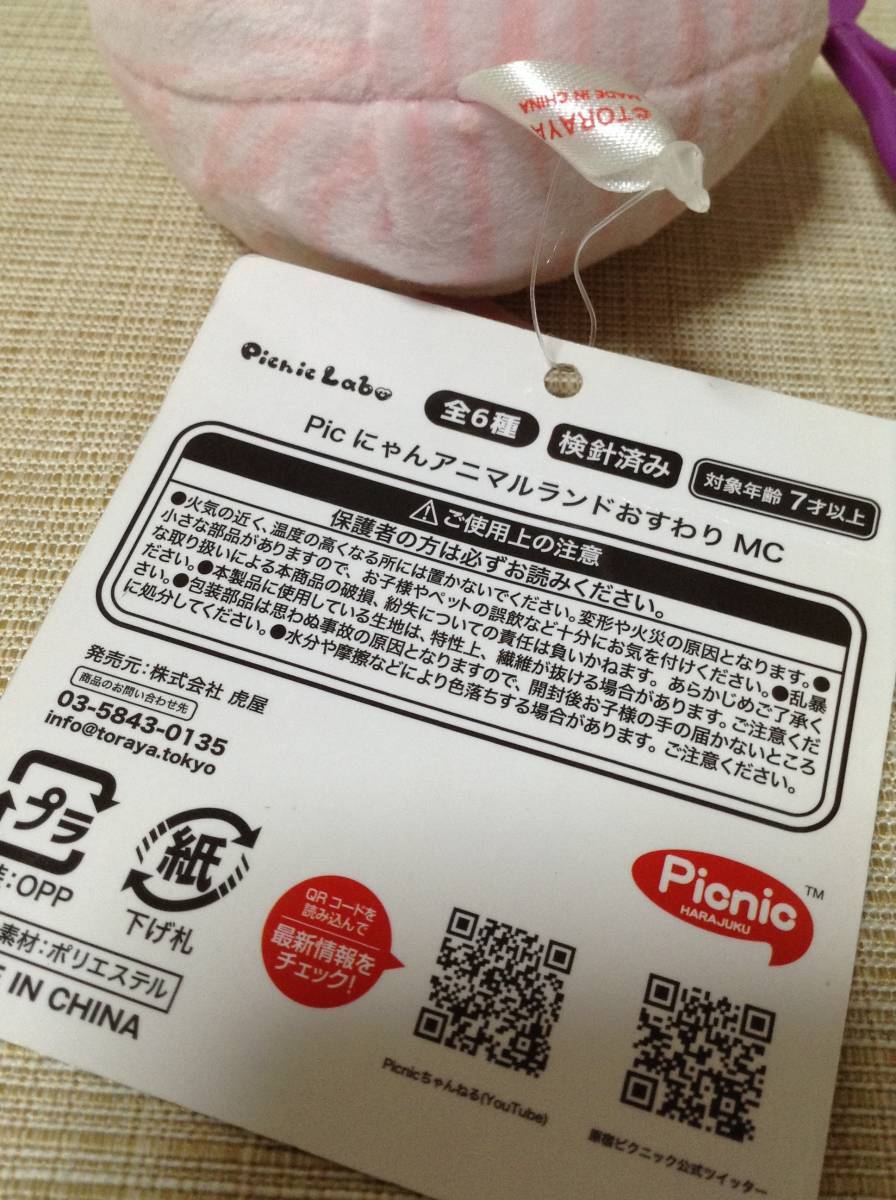 ©TORAYA
MADE IN CHINA
Picnic Labo
全6種
検針済み
対象年齢 7才以上
Pic にゃんアニマルランドおすわり MC
⚠ご使用上の注意
保護者の方は必ずお読みください。
●火気の近く、温度の高くなる所には置かないでください。変形や火災の原因となります。●
小さな部品がありますので、お子様やペットの誤飲など十分にお気を付けください。●乱暴
な取り扱いによる本商品の破損、紛失についての責任は負いかねます。あらかじめご了承く
ださい。●本製品に使用している生地は、特性上、繊維が抜ける場合があります。ご注意くだ
さい。●包装部品は思わぬ事故の原因となりますので、開封後お子様の手の届かないところ
に処分してください。●水分や摩擦などにより色落ちする場合があります。ご注意ください。
発売元:株式会社 虎屋
商品のお問い合わせ先
03-5843-0135
info@toraya.tokyo
プラ
装:OPP
紙
下げ札
素材:ポリエステル
E IN CHINA
QRコードを
読み込んで
最新情報を
チェック!
Picnic™
HARAJUKU
Picnicちゃんねる(YouTube)
原宿ピクニック公式ツイッター